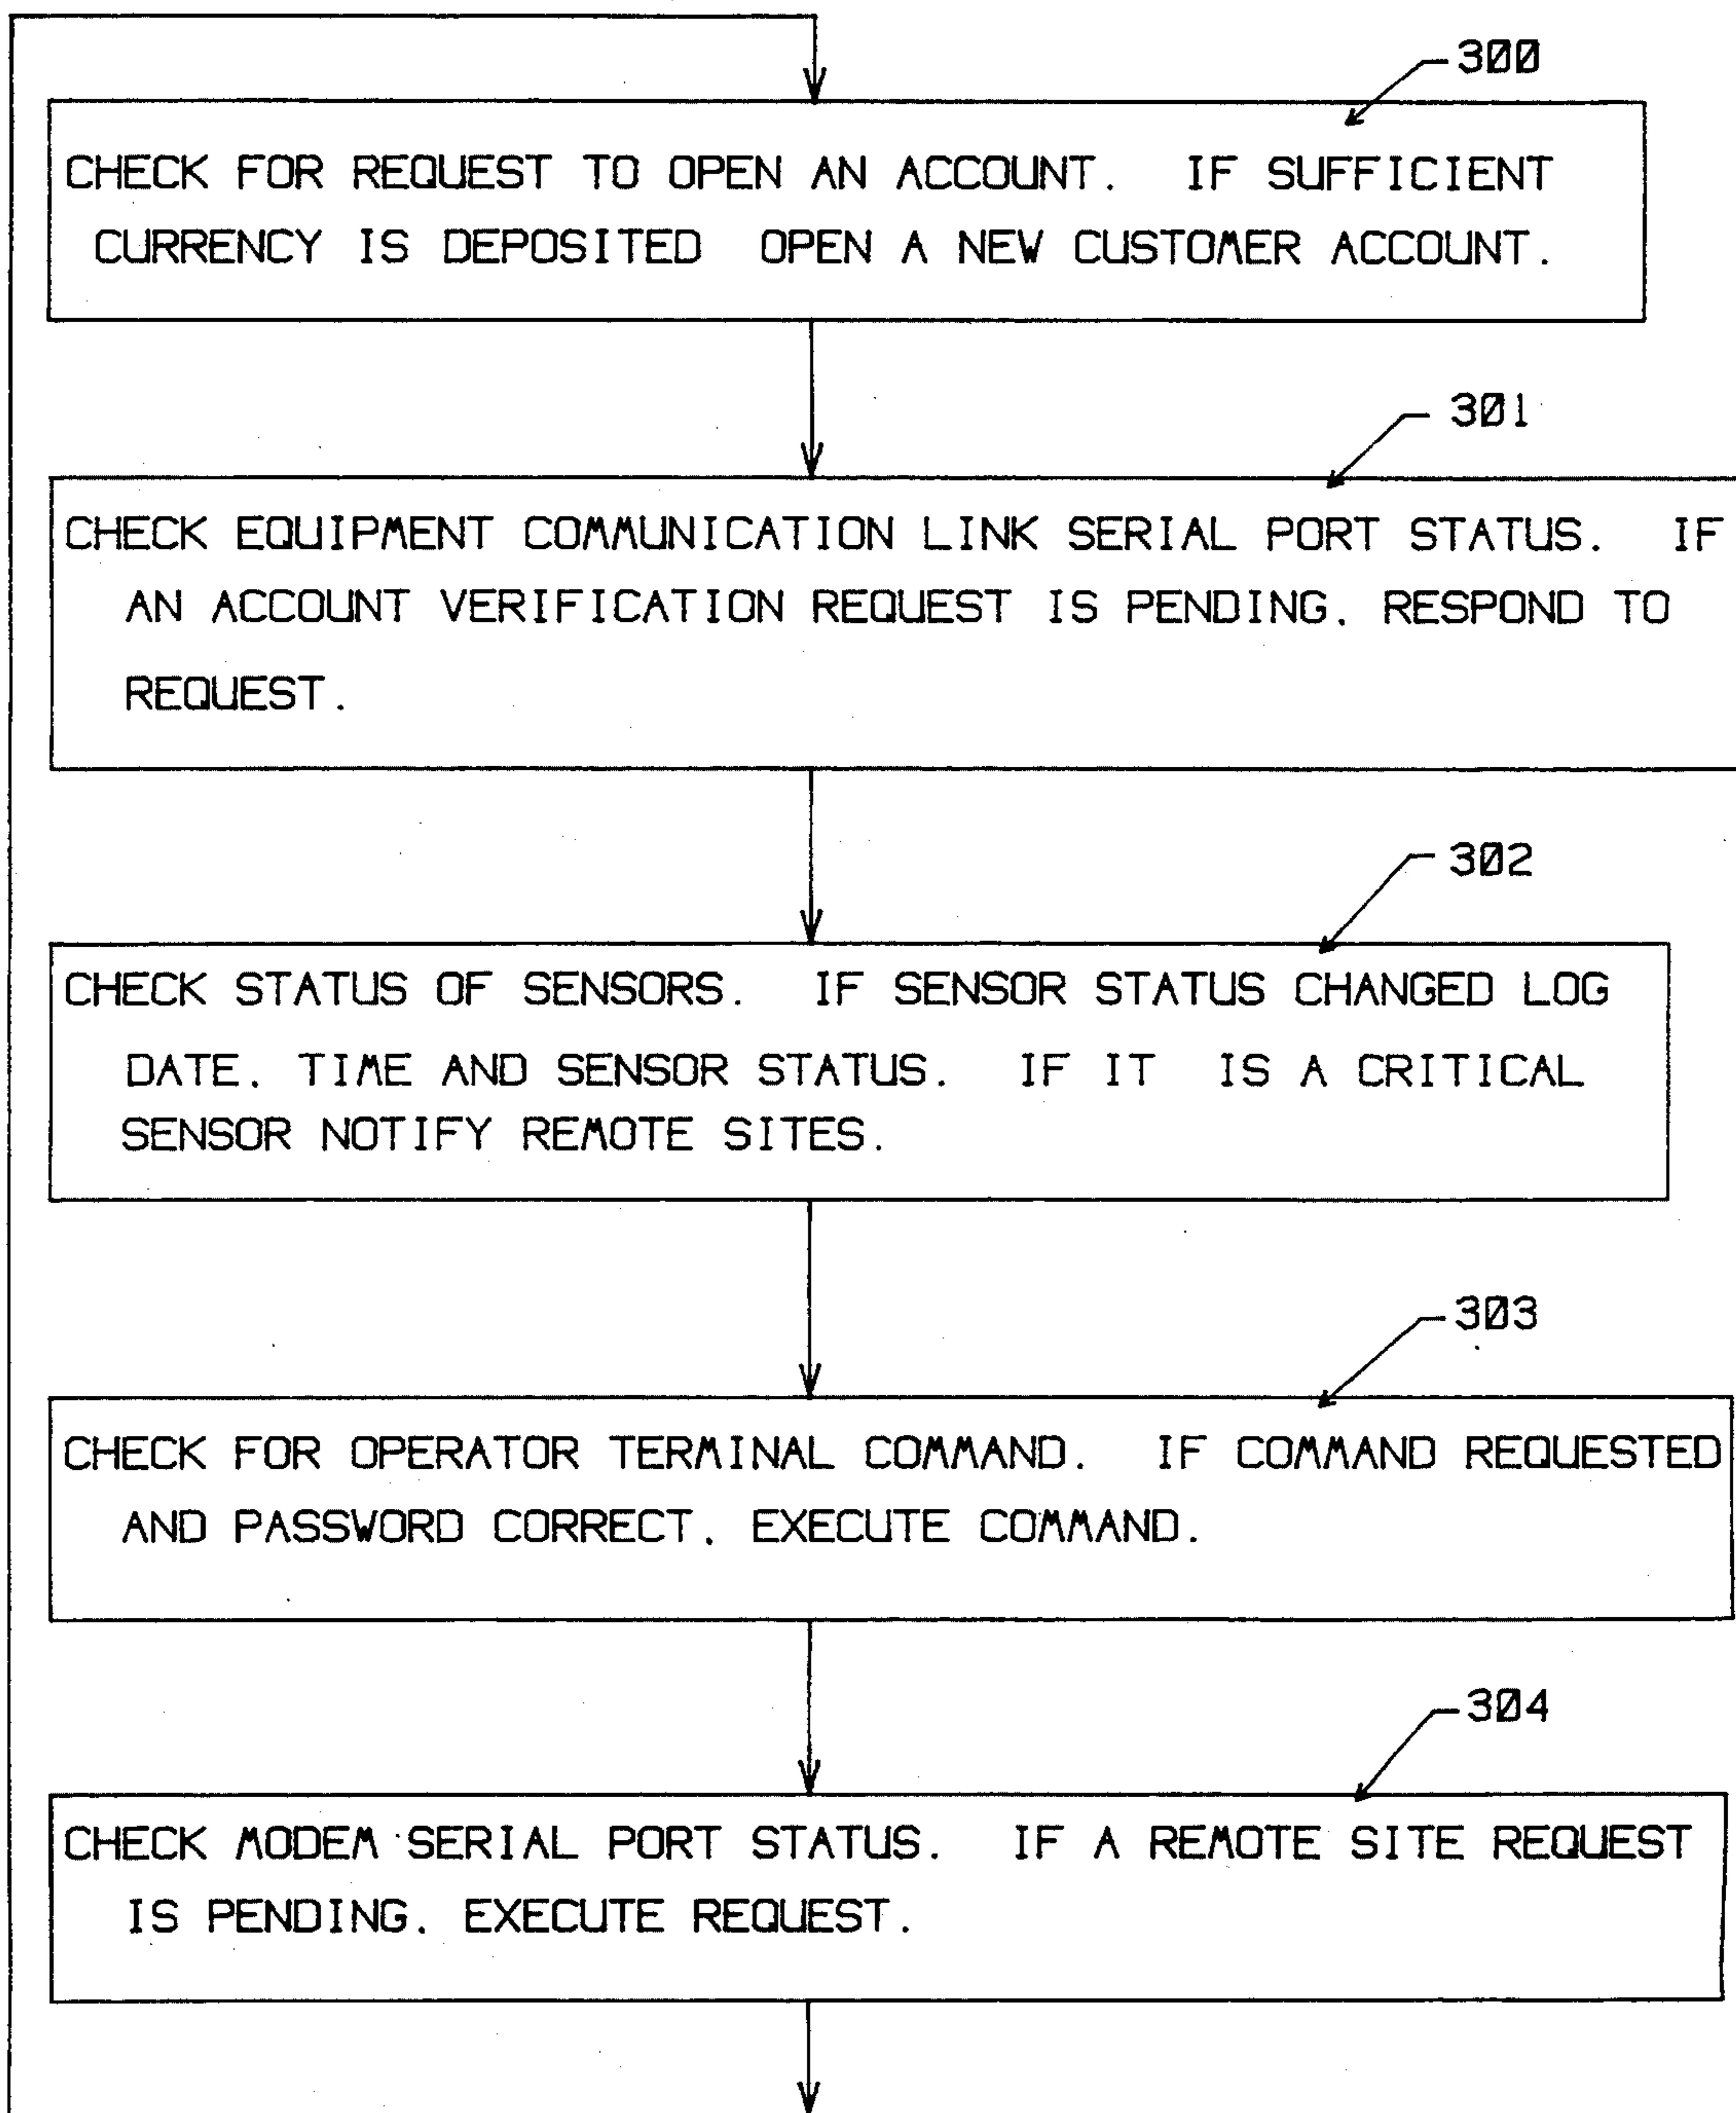 300
CHECK FOR REQUEST TO OPEN AN ACCOUNT. IF SUFFICIENT
CURRENCY IS DEPOSITED OPEN A NEW CUSTOMER ACCOUNT.
301
CHECK EQUIPMENT COMMUNICATION LINK SERIAL PORT STATUS. IF
AN ACCOUNT VERIFICATION REQUEST IS PENDING, RESPOND TO
REQUEST.
302
CHECK STATUS OF SENSORS. IF SENSOR STATUS CHANGED LOG
DATE, TIME AND SENSOR STATUS. IF IT IS A CRITICAL
SENSOR NOTIFY REMOTE SITES.
303
CHECK FOR OPERATOR TERMINAL COMMAND. IF COMMAND REQUESTED
AND PASSWORD CORRECT, EXECUTE COMMAND.
304
CHECK MODEM SERIAL PORT STATUS. IF A REMOTE SITE REQUEST
IS PENDING, EXECUTE REQUEST.